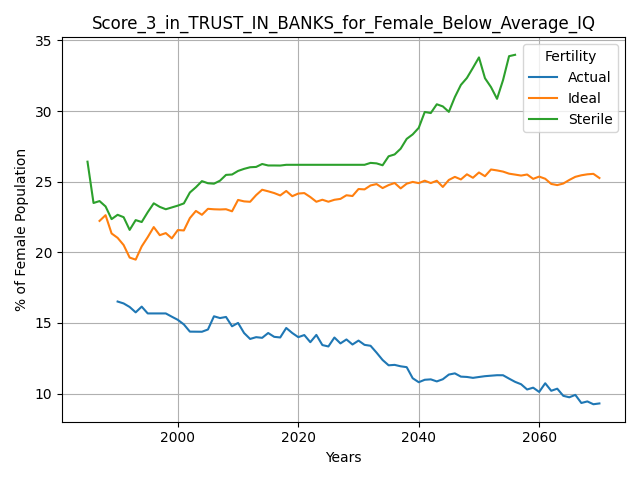 Score_3_in_TRUST_IN_BANKS_for_Female_Below_Average_IQ
% of Female Population
35
30
25
20
15
10
Fertility
Actual
Ideal
Sterile
2000 2020 2040 2060
Years